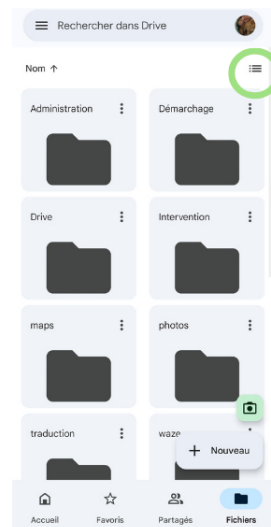 Rechercher dans Drive
Nom ↑
Administration
Démarchage
Drive
Intervention
maps
photos
traduction
waze
+ Nouveau
Accueil
Favoris
Partagés
Fichiers